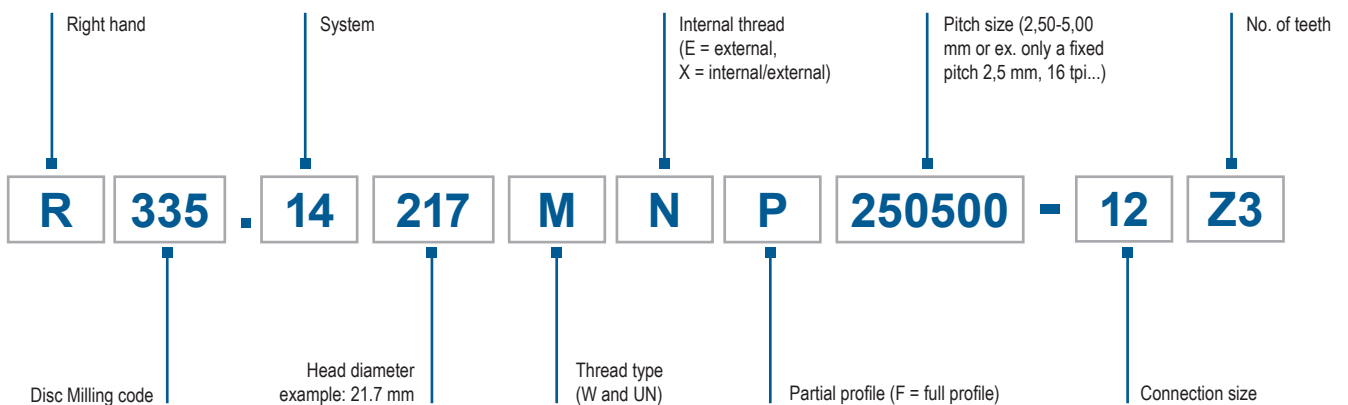 Right hand
System
Internal thread
(E = external,
X = internal/external)
Pitch size (2,50-5,00
mm or ex. only a fixed
pitch 2,5 mm, 16 tpi...)
No. of teeth
R 335 . 14 217 M N P 250500 - 12 Z3
Disc Milling code
Head diameter
example: 21.7 mm
Thread type
(W and UN)
Partial profile (F = full profile)
Connection size